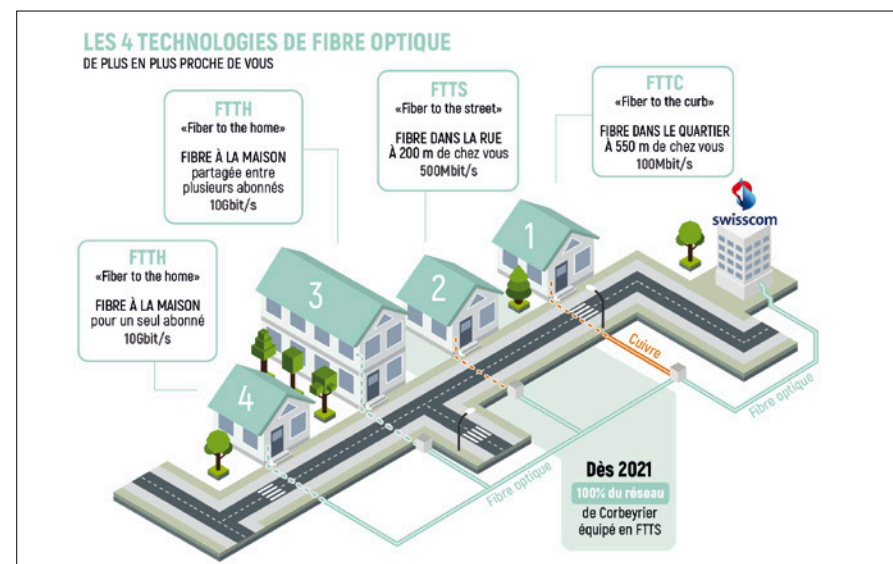 LES 4 TECHNOLOGIES DE FIBRE OPTIQUE
DE PLUS EN PLUS PROCHE DE VOUS
FTTH
«Fiber to the home»
FIBRE À LA MAISON
partagée entre
plusieurs abonnés
10Gbit/s
FTTS
«Fiber to the street»
FIBRE DANS LA RUE
À 200 m de chez vous
500Mbit/s
FTTC
«Fiber to the curb»
FIBRE DANS LE QUARTIER
À 550 m de chez vous
100Mbit/s
swisscom
FTTH
«Fiber to the home»
FIBRE À LA MAISON
pour un seul abonné
10Gbit/s
1
2
3
4
Cuivre
Fibre optique
Fibre optique
Dès 2021
100% du réseau
de Corbeyrier
équipé en FTTS